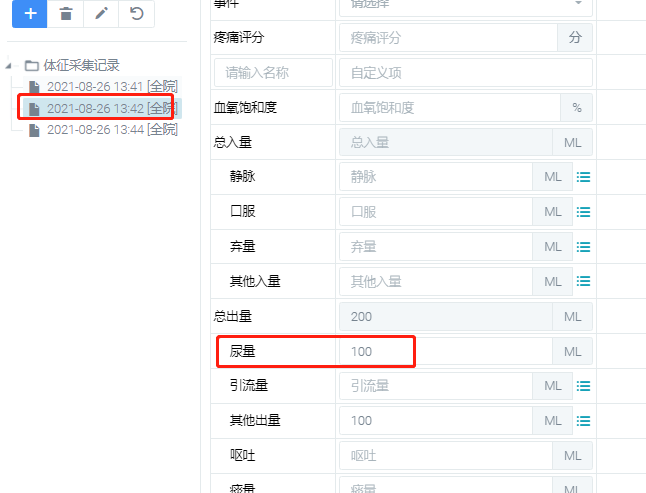 事件 请选择
疼痛评分 疼痛评分 分
请输入名称 自定义项
血氧饱和度 血氧饱和度 %
总入量 总入量 ML
静脉 静脉 ML
口服 口服 ML
弃量 弃量 ML
其他入量 其他入量 ML
总出量 200 ML
尿量 100 ML
引流量 引流量 ML
其他出量 100 ML
呕吐 呕吐 ML
痰量 痰量 ML
体征采集记录
2021-08-26 13:41 [全院]
2021-08-26 13:42 [全院]
2021-08-26 13:44 [全院]